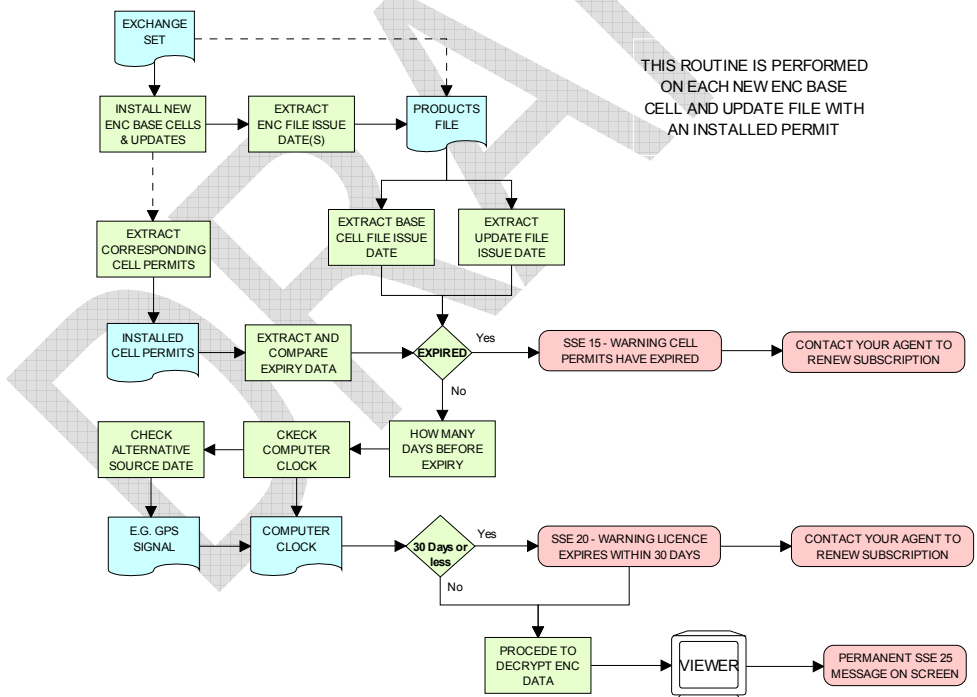 EXCHANGE
SET
THIS ROUTINE IS PERFORMED
ON EACH NEW ENC BASE
CELL AND UPDATE FILE WITH
AN INSTALLED PERMIT
INSTALL NEW
ENC BASE CELLS
& UPDATES
EXTRACT
ENC FILE ISSUE
DATE(S)
PRODUCTS
FILE
EXTRACT
CORRESPONDING
CELL PERMITS
EXTRACT BASE
CELL FILE ISSUE
DATE
EXTRACT
UPDATE FILE
ISSUE DATE
INSTALLED
CELL PERMITS
EXTRACT AND
COMPARE
EXPIRY DATA
EXPIRED
Yes
SSE 15 - WARNING CELL
PERMITS HAVE EXPIRED
CONTACT YOUR AGENT TO
RENEW SUBSCRIPTION
No
CHECK
ALTERNATIVE
SOURCE DATE
CKECK
COMPUTER
CLOCK
HOW MANY
DAYS BEFORE
EXPIRY
E.G. GPS
SIGNAL
COMPUTER
CLOCK
30 Days or
less
Yes
SSE 20 - WARNING LICENCE
EXPIRES WITHIN 30 DAYS
CONTACT YOUR AGENT TO
RENEW SUBSCRIPTION
No
PROCEDE TO
DECRYPT ENC
DATA
VIEWER
PERMANENT SSE 25
MESSAGE ON SCREEN
DRA